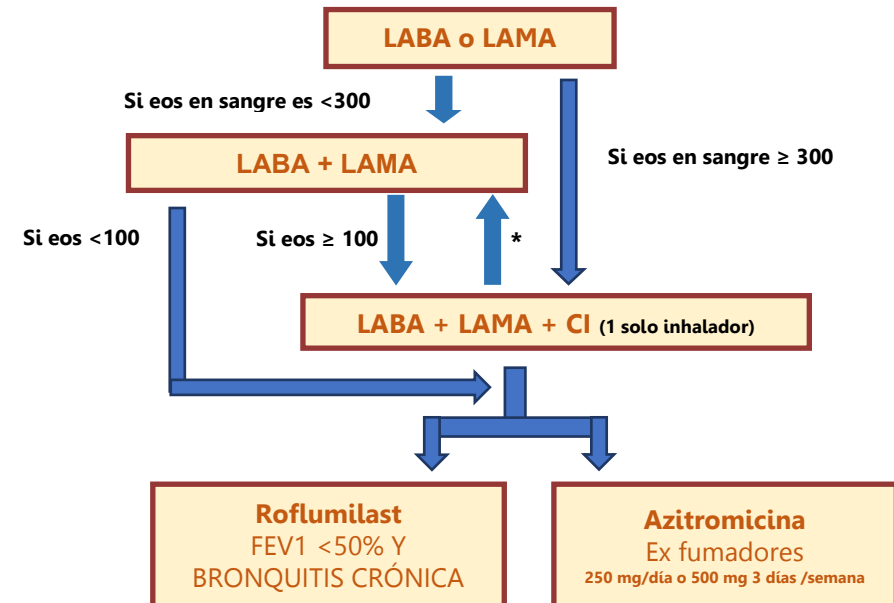 LABA o LAMA
Si eos en sangre es <300
LABA + LAMA
Si eos en sangre ≥ 300
Si eos <100
Si eos ≥ 100
*
LABA + LAMA + CI (1 solo inhalador)
Roflumilast
FEV1 <50% Y
BRONQUITIS CRÓNICA
Azitromicina
Ex fumadores
250 mg/día o 500 mg 3 días /semana